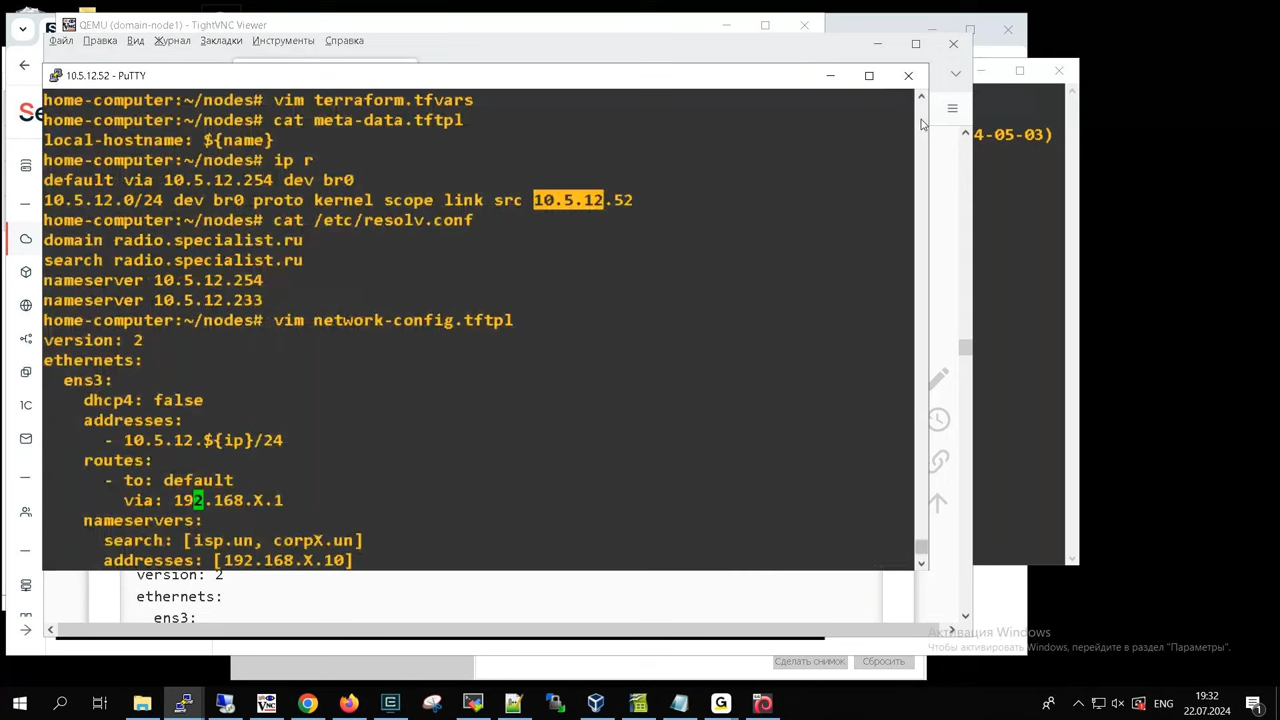 QEMU (domain-node1) - TightVNC Viewer
Файл Правка Вид Журнал Закладки Инструменты Справка
10.5.12.52 - PuTTY
home-computer:~/nodes# vim terraform.tfvars
home-computer:~/nodes# cat meta-data.tftpl
local-hostname: ${name}
home-computer:~/nodes# ip r
default via 10.5.12.254 dev br0
10.5.12.0/24 dev br0 proto kernel scope link src 10.5.12.52
home-computer:~/nodes# cat /etc/resolv.conf
domain radio.specialist.ru
search radio.specialist.ru
nameserver 10.5.12.254
nameserver 10.5.12.233
home-computer:~/nodes# vim network-config.tftpl
version: 2
ethernets:
ens3:
dhcp4: false
addresses:
- 10.5.12.${ip}/24
routes:
- to: default
via: 192.168.X.1
nameservers:
search: [isp.un, corpX.un]
addresses: [192.168.X.10]
4-05-03)
Se
1C
version: 2
ethernets:
ens3:
Активация Windows
Чтобы активировать Windows, перейдите в раздел "Параметры".
Сделать снимок
Сбросить
19:32
22.07.2024